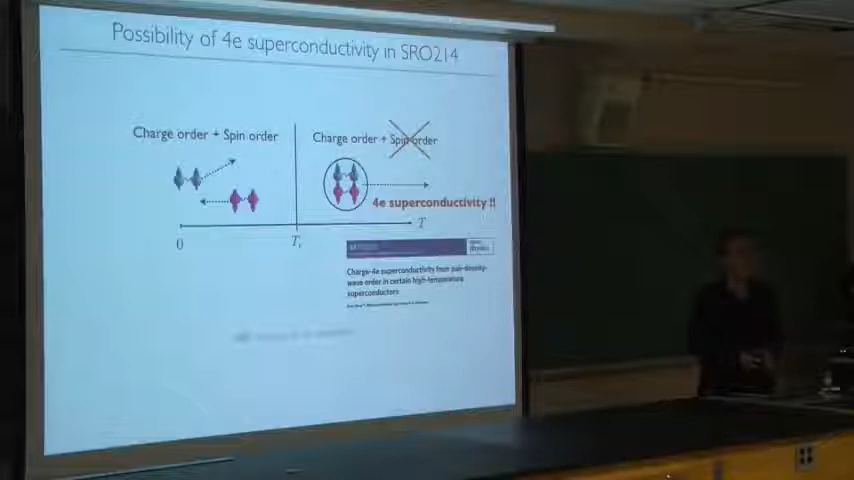 Possibility of 4e superconductivity in SRO214
Charge order + Spin order
Charge order + Spin order
4e superconductivity !!
T
0
Charge-4e superconductivity from pair-density-
wave order in certain high-temperature
superconductors